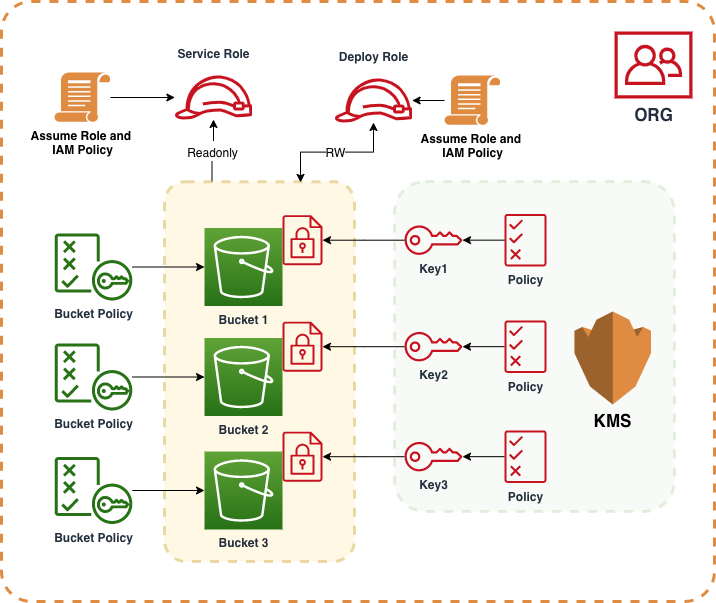 Service Role
Deploy Role
ORG
Assume Role and
IAM Policy
Assume Role and
IAM Policy
Readonly
RW
Bucket Policy
Bucket 1
Key1
Policy
Bucket Policy
Bucket 2
Key2
Policy
KMS
Bucket Policy
Bucket 3
Key3
Policy